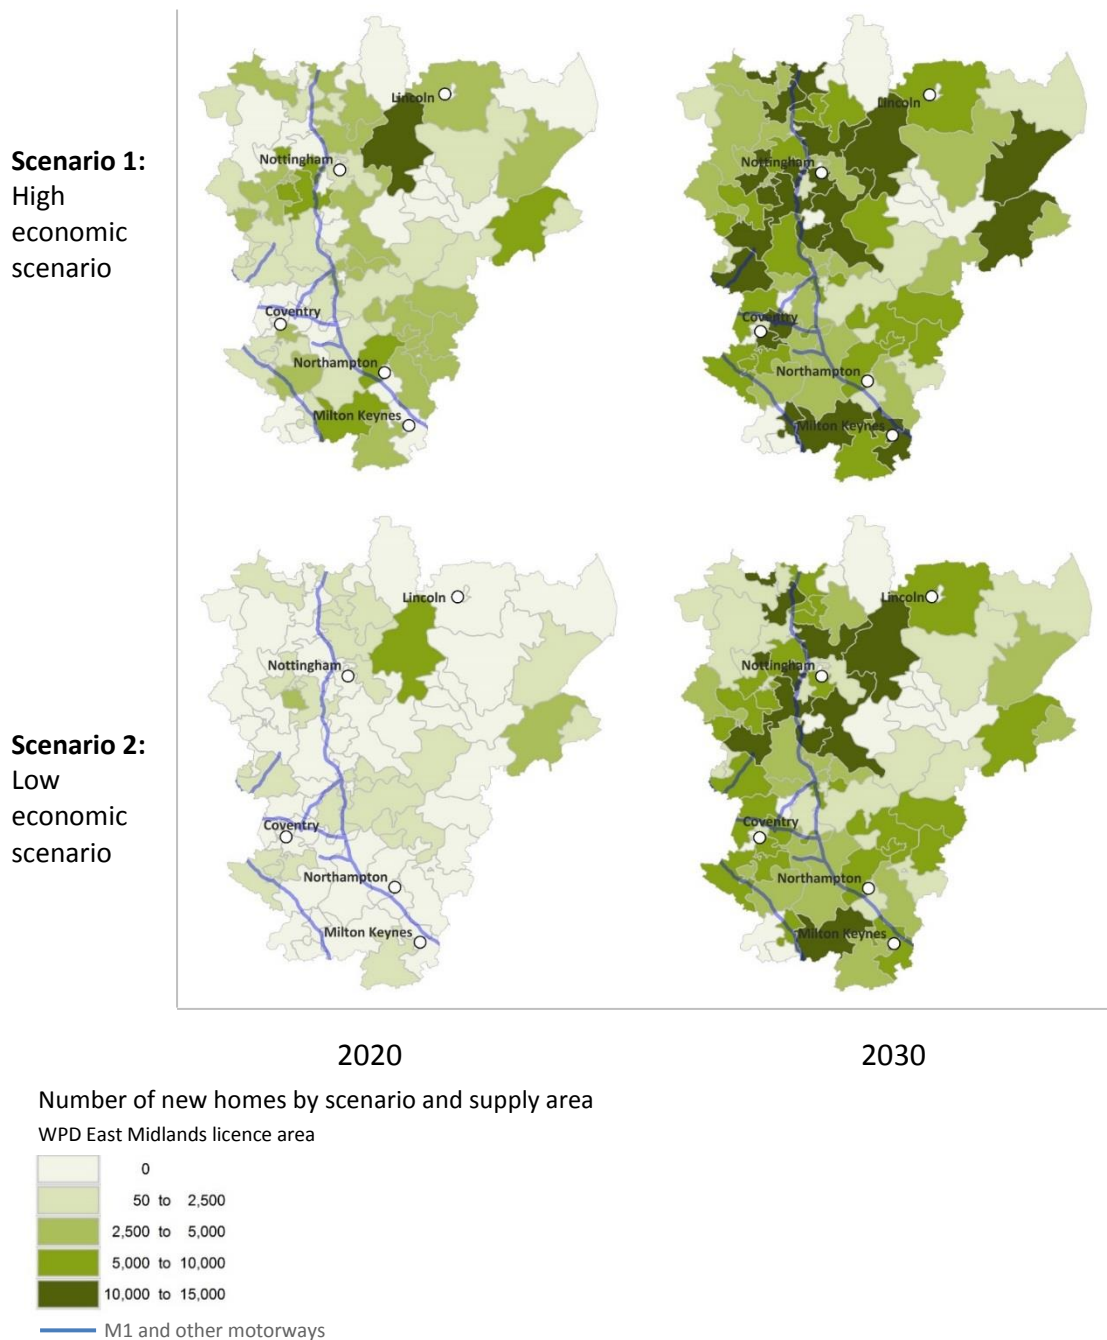 Lincoln
Lincoln
Scenario 1:
High
economic
scenario
Nottingham
Nottingham
Coventry
Coventry
Northampton
Northampton
Milton Keynes
Milton Keynes
Lincoln
Lincoln
Nottingham
Nottingham
Scenario 2:
Low
economic
scenario
Coventry
Coventry
Northampton
Northampton
Milton Keynes
Milton Keynes
2020
2030
Number of new homes by scenario and supply area
WPD East Midlands licence area
0
50 to 2,500
2,500 to 5,000
5,000 to 10,000
10,000 to 15,000
M1 and other motorways